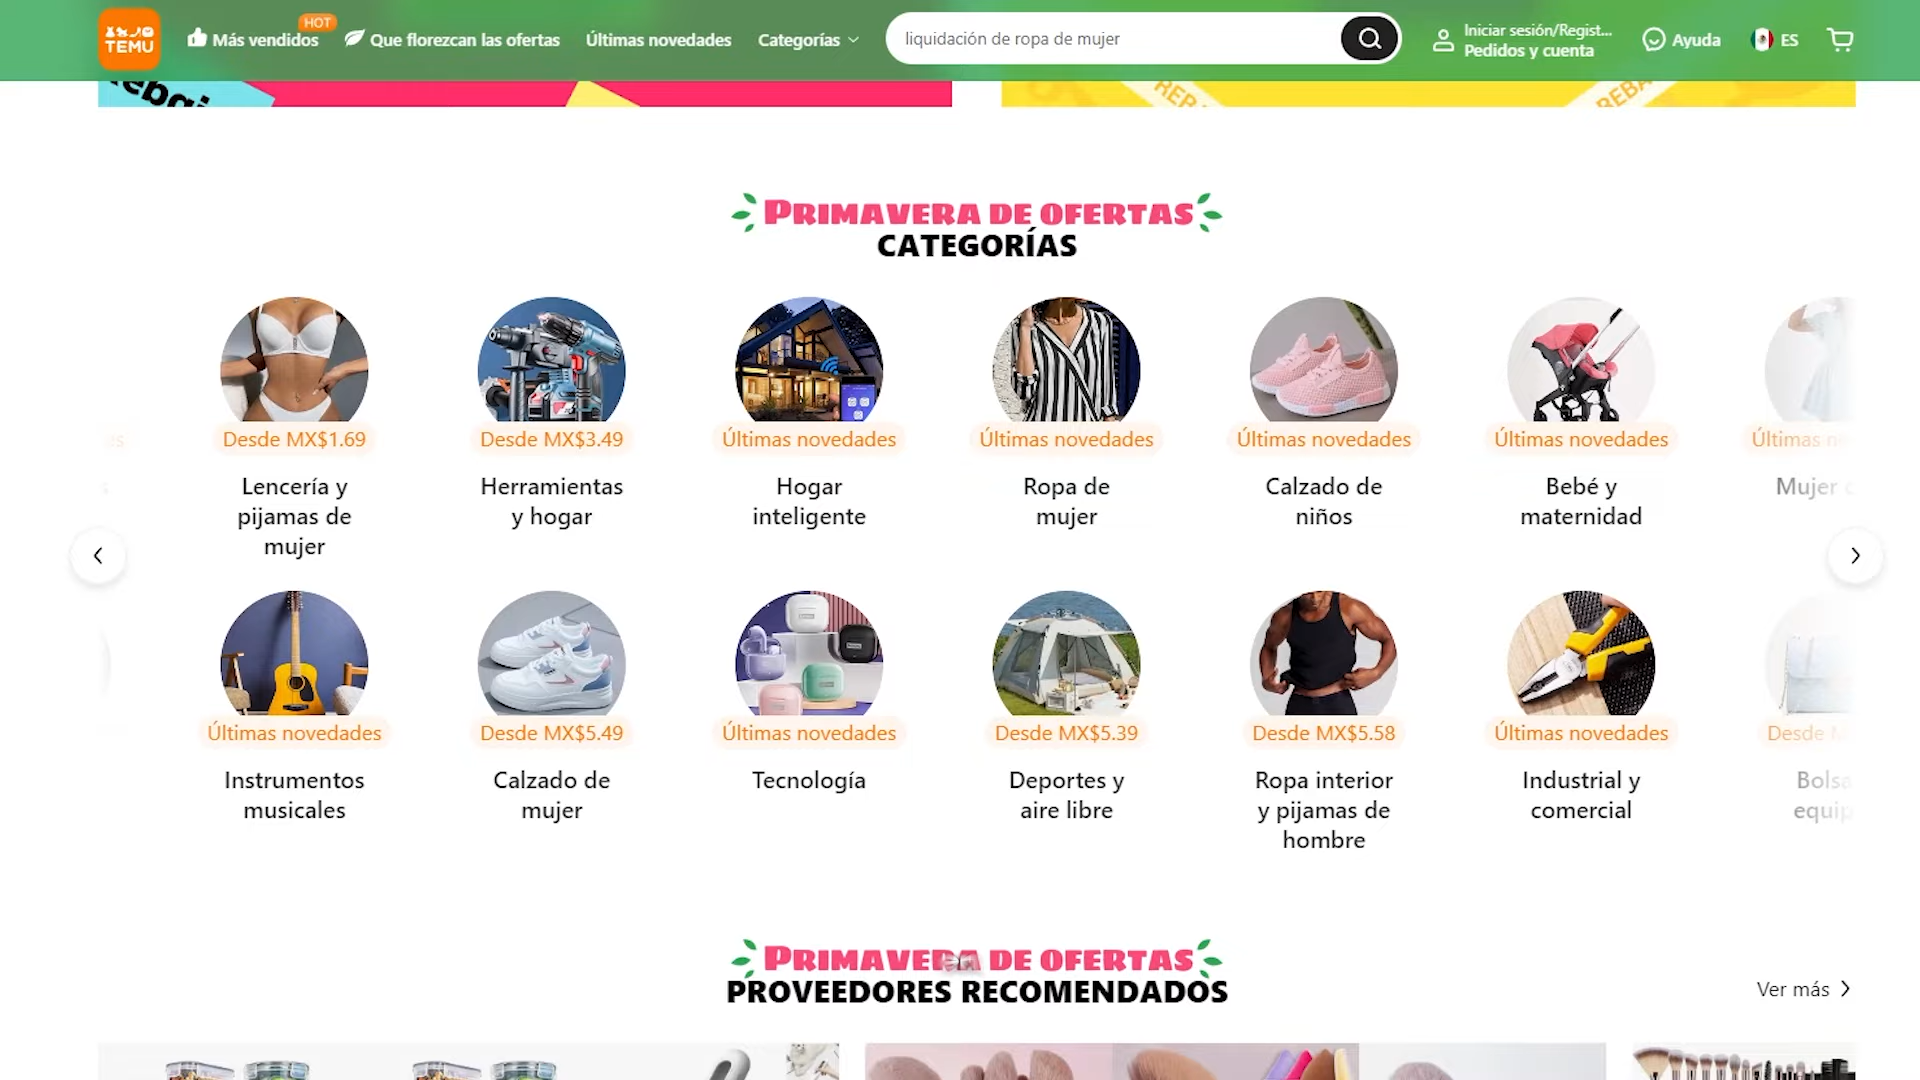 TEMU
Más vendidos
HOT
Que florezcan las ofertas
Últimas novedades
Categorías
liquidación de ropa de mujer
Iniciar sesión/Regist...
Pedidos y cuenta
Ayuda
ES
PRIMAVERA DE OFERTAS
CATEGORÍAS
Desde MX$1.69
Desde MX$3.49
Últimas novedades
Últimas novedades
Últimas novedades
Últimas novedades
Últimas
Lencería y
pijamas de
mujer
Herramientas
y hogar
Hogar
inteligente
Ropa de
mujer
Calzado de
niños
Bebé y
maternidad
Mujer
Últimas novedades
Desde MX$5.49
Últimas novedades
Desde MX$5.39
Desde MX$5.58
Últimas novedades
Desde
Instrumentos
musicales
Calzado de
mujer
Tecnología
Deportes y
aire libre
Ropa interior
y pijamas de
hombre
Industrial y
comercial
PRIMAVERA DE OFERTAS
PROVEEDORES RECOMENDADOS
Ver más